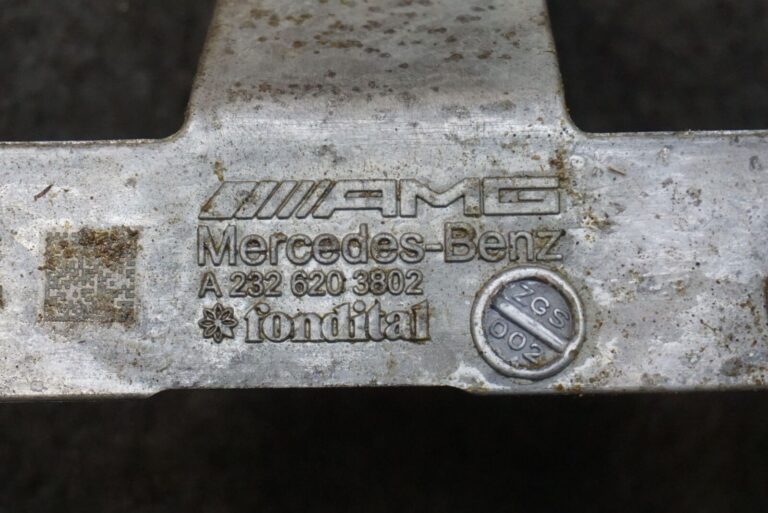 AMG
Mercedes-Benz
A 232 620 3802
fondital
ZGS
002